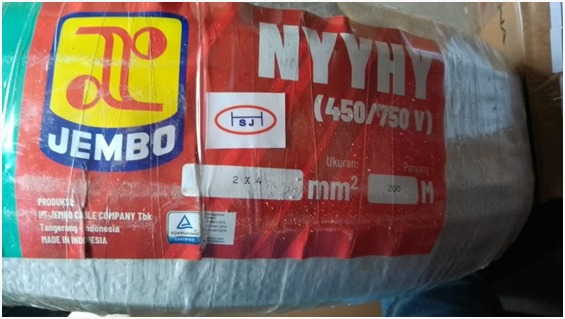 NYYHY
(450/750 V)
JEMBO
SJ
Ukuran:
Panjang:
2 X 4
mm²
200
M
PRODUKSI:
PT JEMBO CABLE COMPANY Tbk
Tangerang - Indonesia
MADE IN INDONESIA